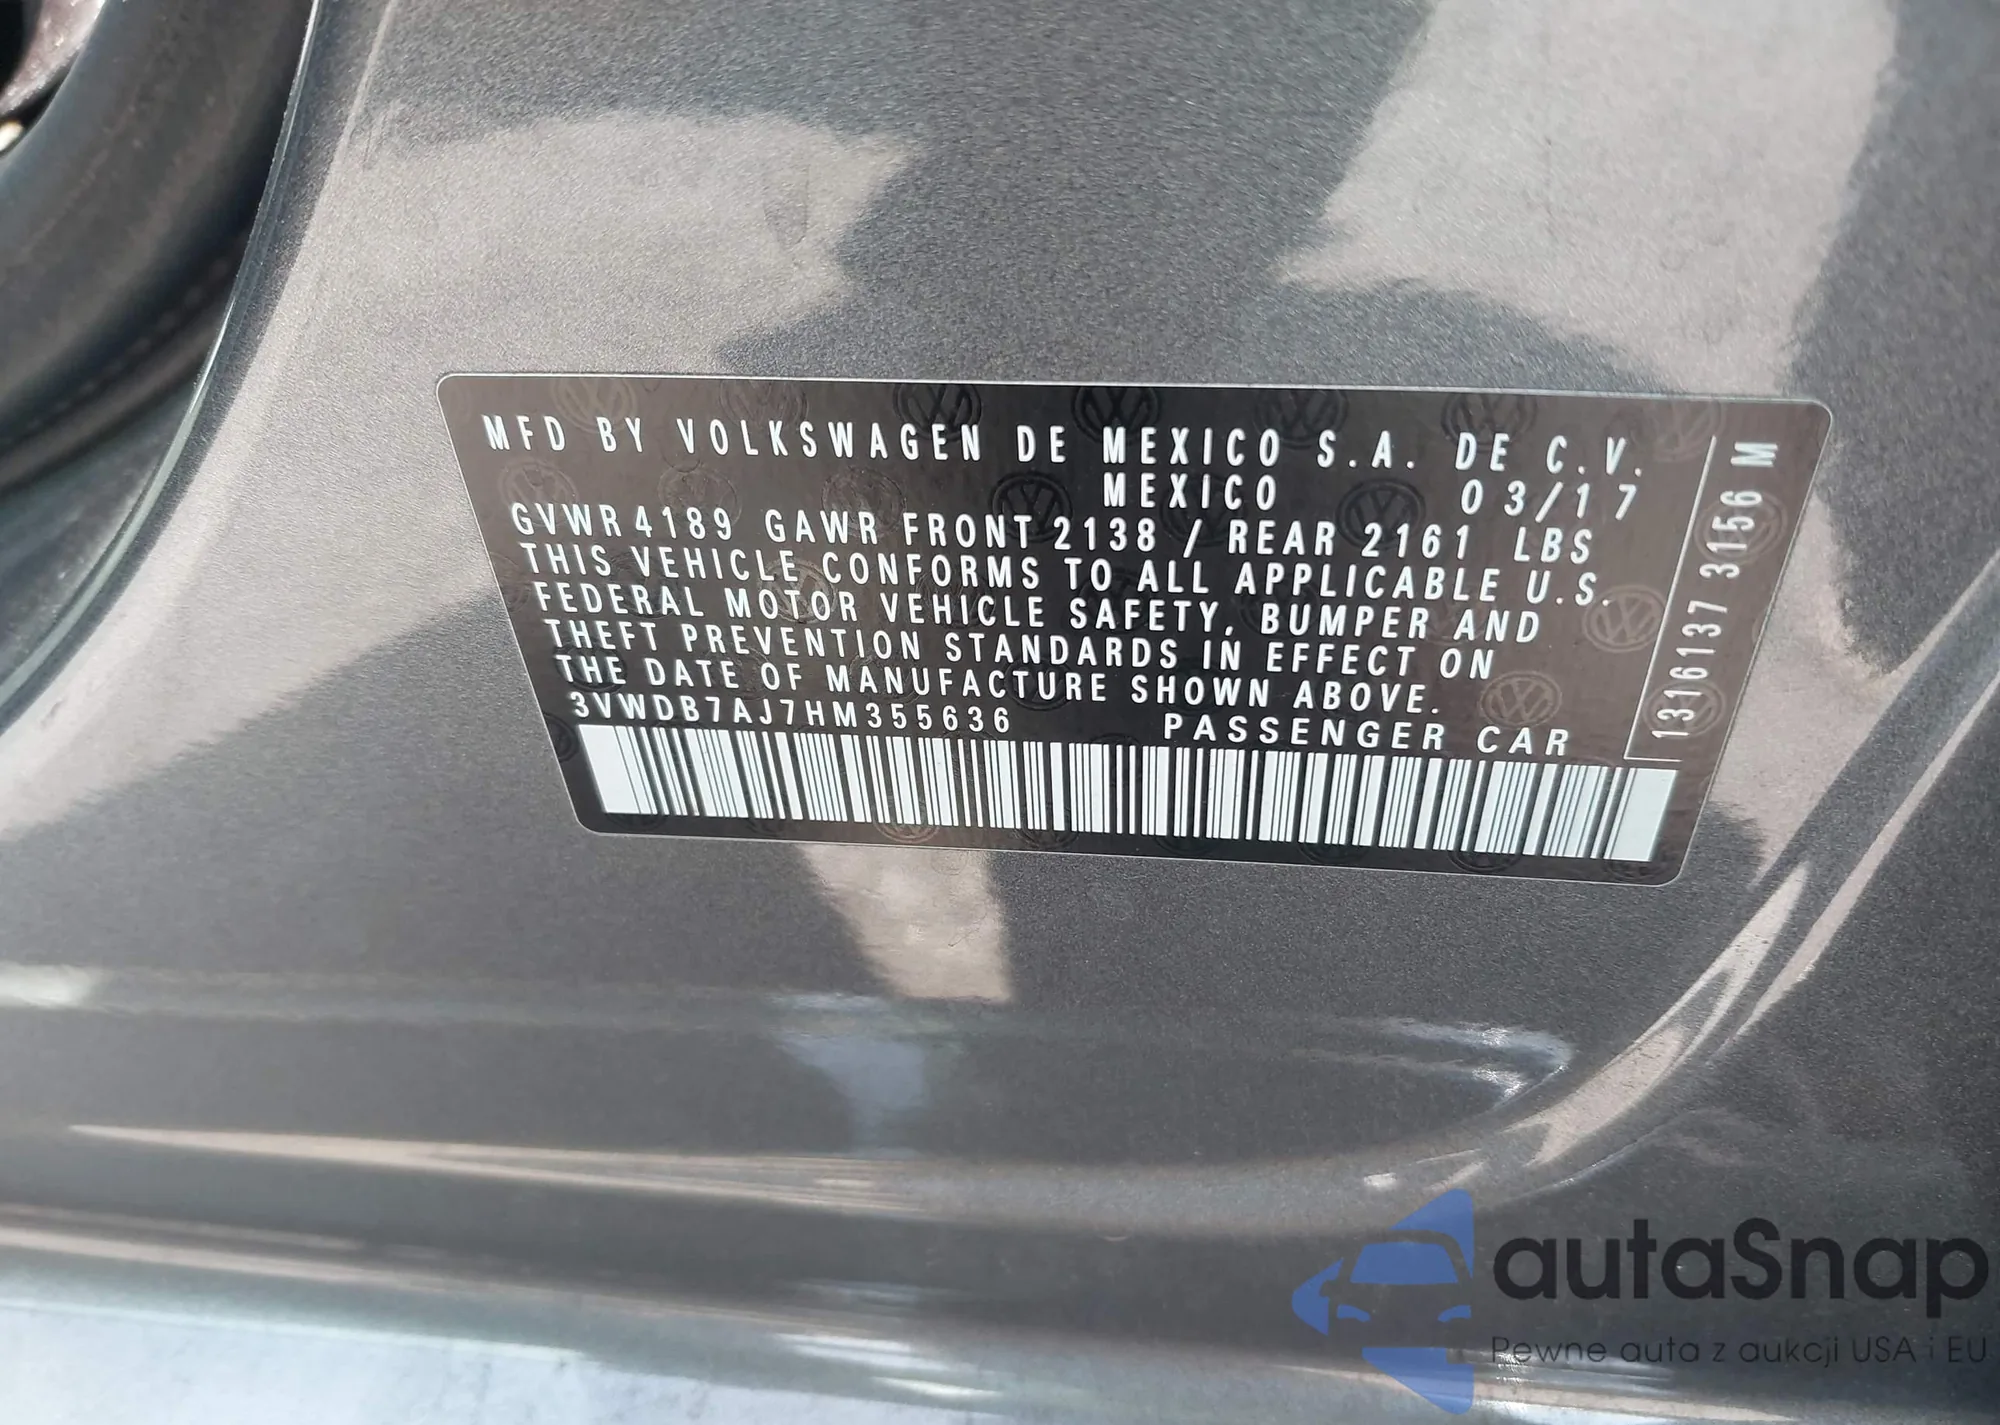 MFD BY VOLKSWAGEN DE MEXICO S.A. DE C.V.
MEXICO 03/17
GVWR 4189 GAWR FRONT 2138 / REAR 2161 LBS
THIS VEHICLE CONFORMS TO ALL APPLICABLE U.S.
FEDERAL MOTOR VEHICLE SAFETY, BUMPER AND
THEFT PREVENTION STANDARDS IN EFFECT ON
THE DATE OF MANUFACTURE SHOWN ABOVE.
3VWDB7AJ7HM355636 PASSENGER CAR
1316137 3156 M
autaSnap
Pewne auta z aukcji USA i EU